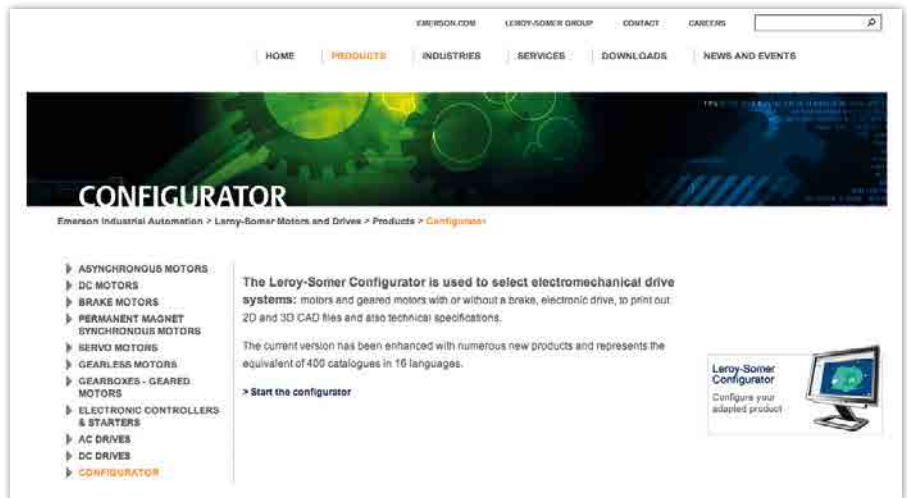 EMERSON.COM LEROY-SOMER GROUP CONTACT CAREERS
HOME PRODUCTS INDUSTRIES SERVICES DOWNLOADS NEWS AND EVENTS
CONFIGURATOR
Emerson Industrial Automation > Leroy-Somer Motors and Drives > Products > Configurator
ASYNCHRONOUS MOTORS
DC MOTORS
BRAKE MOTORS
PERMANENT MAGNET
SYNCHRONOUS MOTORS
SERVO MOTORS
GEARLESS MOTORS
GEARBOXES - GEARED
MOTORS
ELECTRONIC CONTROLLERS
& STARTERS
AC DRIVES
DC DRIVES
CONFIGURATOR
The Leroy-Somer Configurator is used to select electromechanical drive
systems: motors and geared motors with or without a brake, electronic drive, to print out
2D and 3D CAD files and also technical specifications.
The current version has been enhanced with numerous new products and represents the
equivalent of 400 catalogues in 16 languages.
> Start the configurator
Leroy-Somer
Configurator
Configure your
adapted product